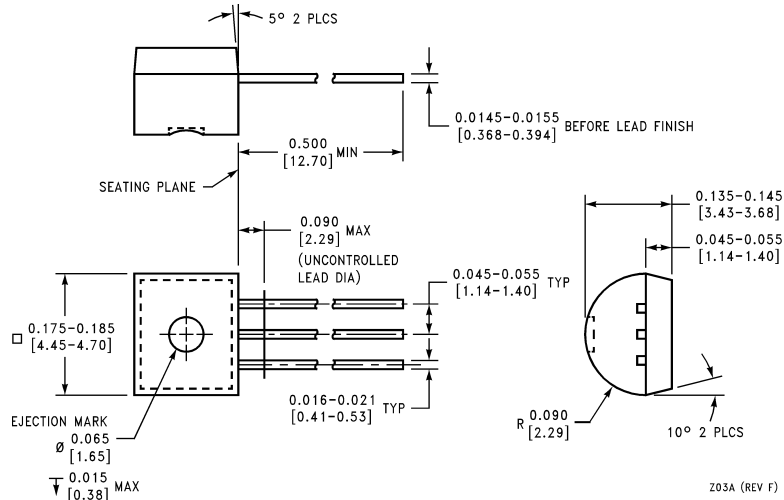 5° 2 PLCS
0.0145-0.0155
[0.368-0.394]
BEFORE LEAD FINISH
0.500
[12.70]
MIN
SEATING PLANE
0.135-0.145
[3.43-3.68]
0.090
[2.29]
MAX
(UNCONTROLLED
LEAD DIA)
0.045-0.055
[1.14-1.40]
0.045-0.055
[1.14-1.40]
TYP
□ 0.175-0.185
[4.45-4.70]
0.016-0.021
[0.41-0.53]
TYP
EJECTION MARK
Ø 0.065
[1.65]
R 0.090
[2.29]
10° 2 PLCS
↧ 0.015
[0.38]
MAX
Z03A (REV F)